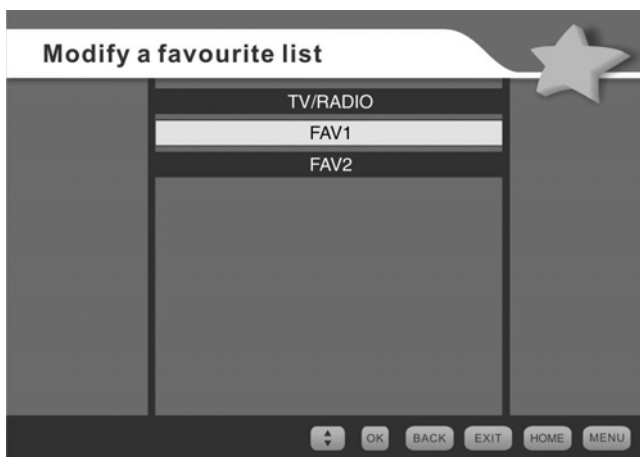 Modify a favourite list
TV/RADIO
FAV1
FAV2
OK BACK EXIT HOME MENU